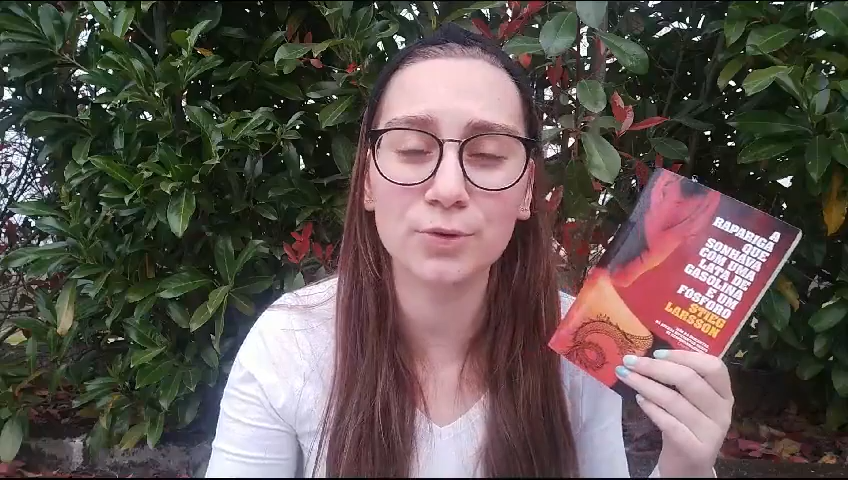 A
RAPARIGA
QUE
SONHAVA
COM UMA
LATA DE
GASOLINA
E UM
FÓSFORO
STIEG
LARSSON